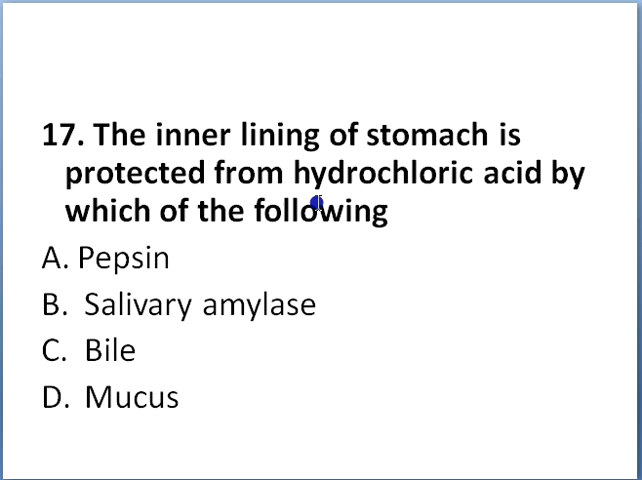 17. The inner lining of stomach is
protected from hydrochloric acid by
which of the following
A. Pepsin
B. Salivary amylase
C. Bile
D. Mucus